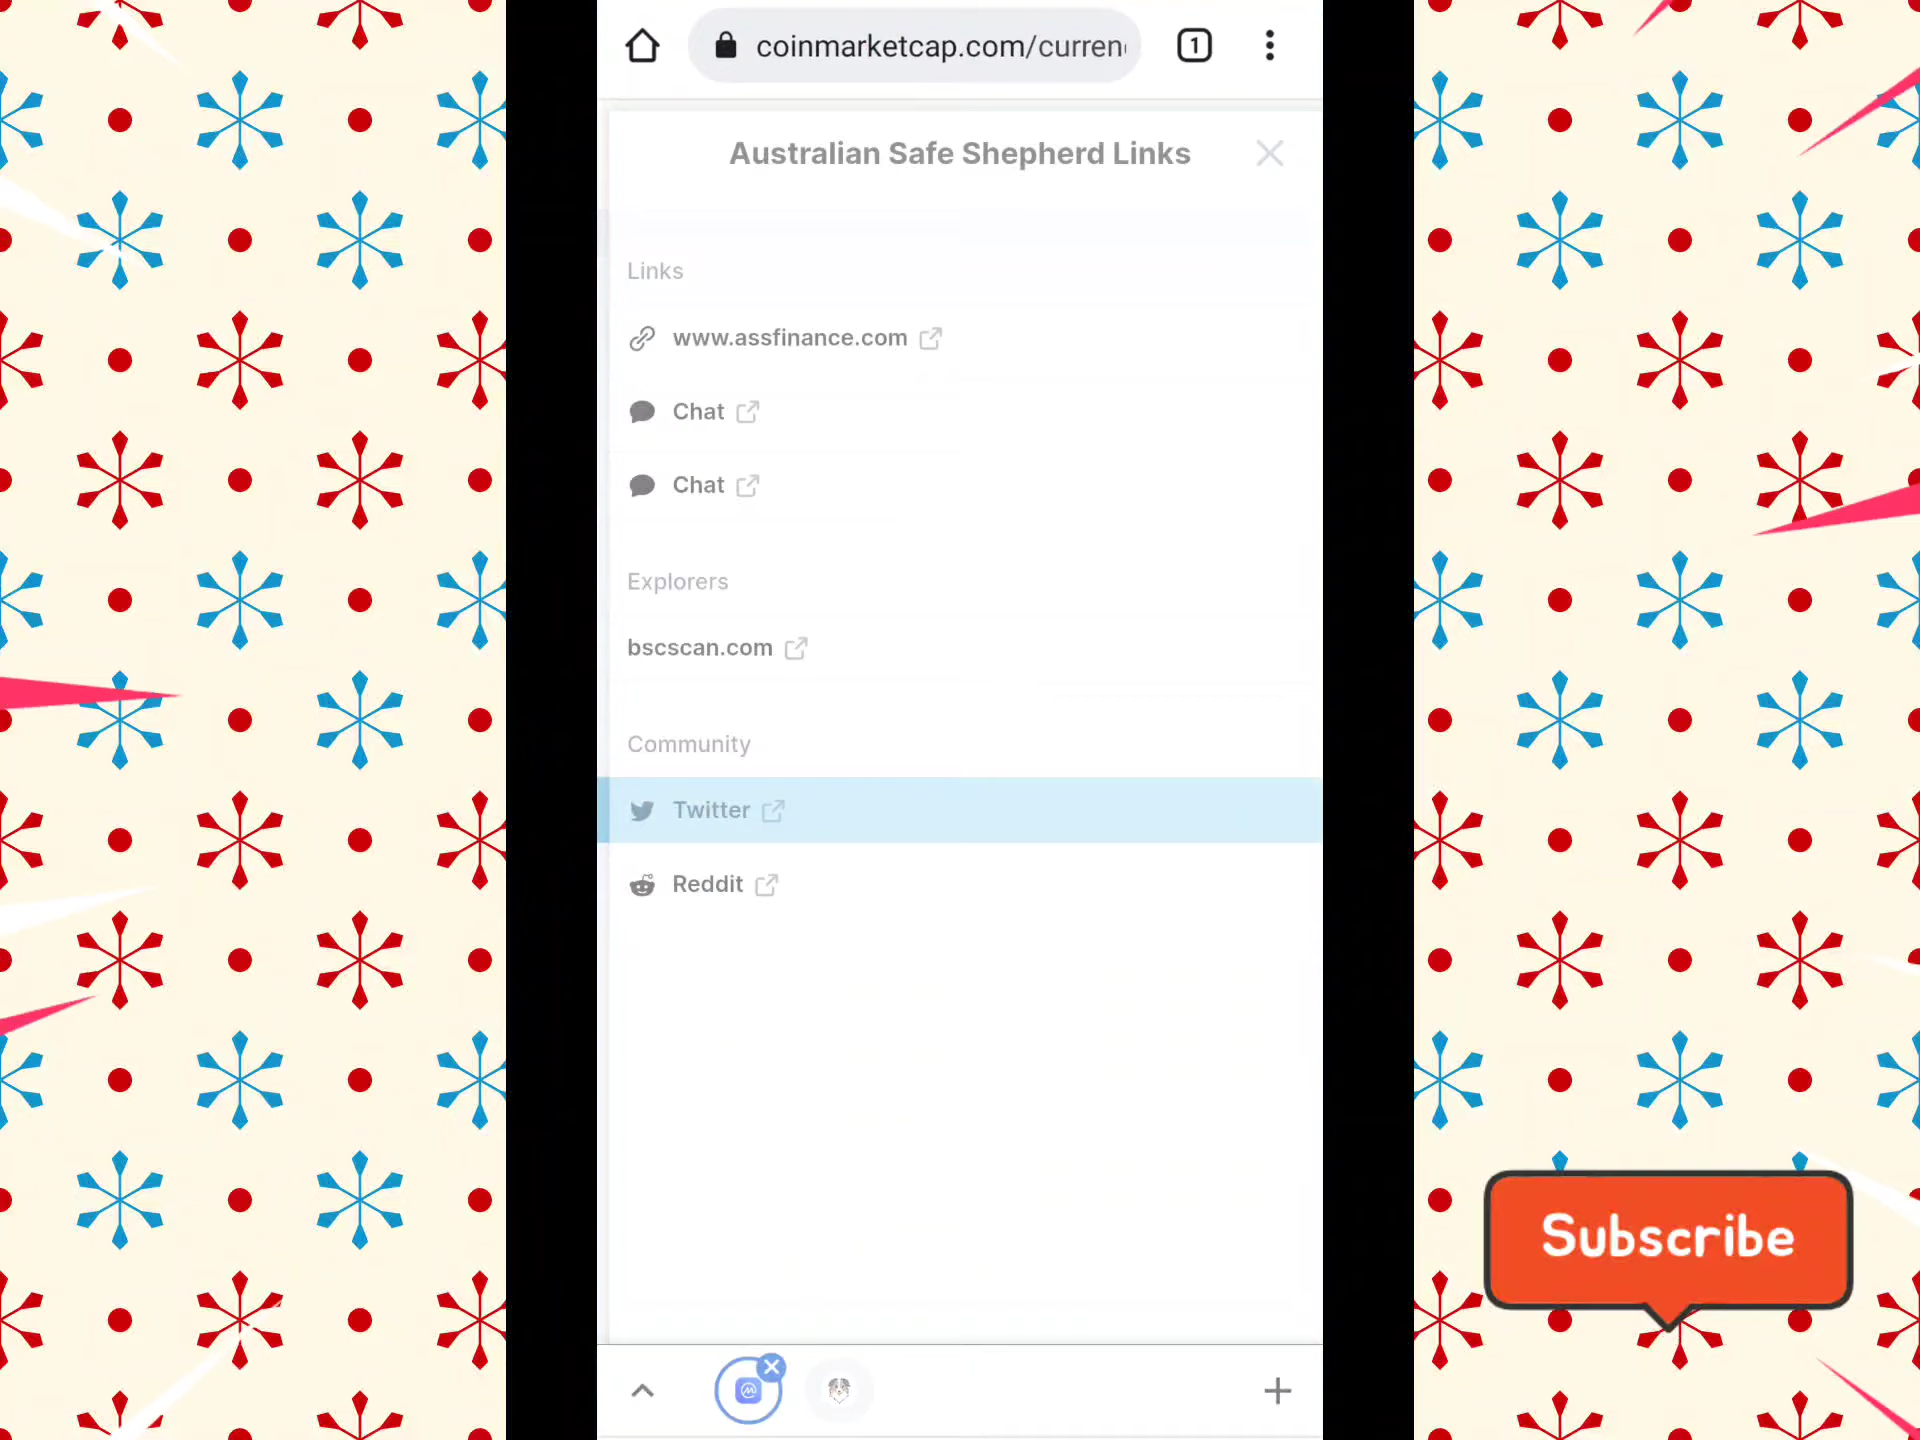 coinmarketcap.com/curren
1
Australian Safe Shepherd Links
Links
www.assfinance.com
Chat
Chat
Explorers
bscscan.com
Community
Twitter
Reddit
Subscribe